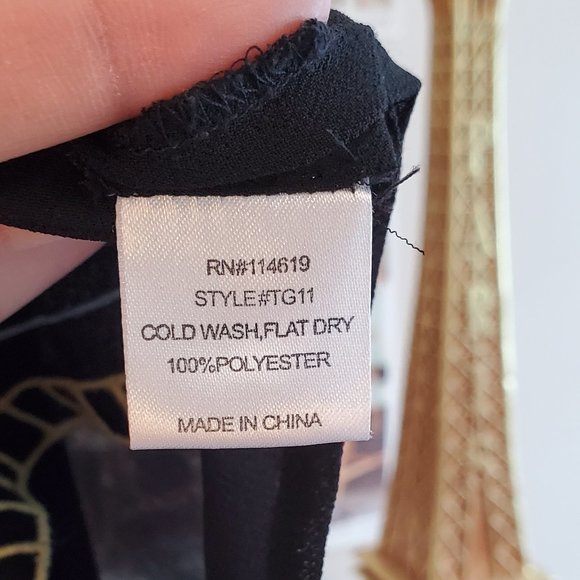 RN#114619
STYLE#TG11
COLD WASH,FLAT DRY
100%POLYESTER
MADE IN CHINA